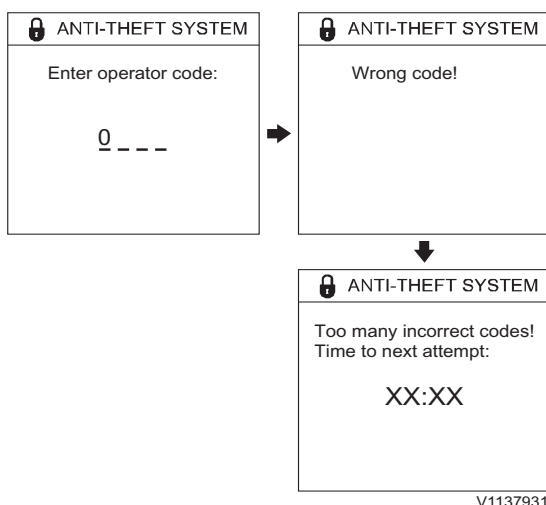 ANTI-THEFT SYSTEM
Enter operator code:
0 _ _ _
ANTI-THEFT SYSTEM
Wrong code!
ANTI-THEFT SYSTEM
Too many incorrect codes!
Time to next attempt:
XX:XX
V1137931